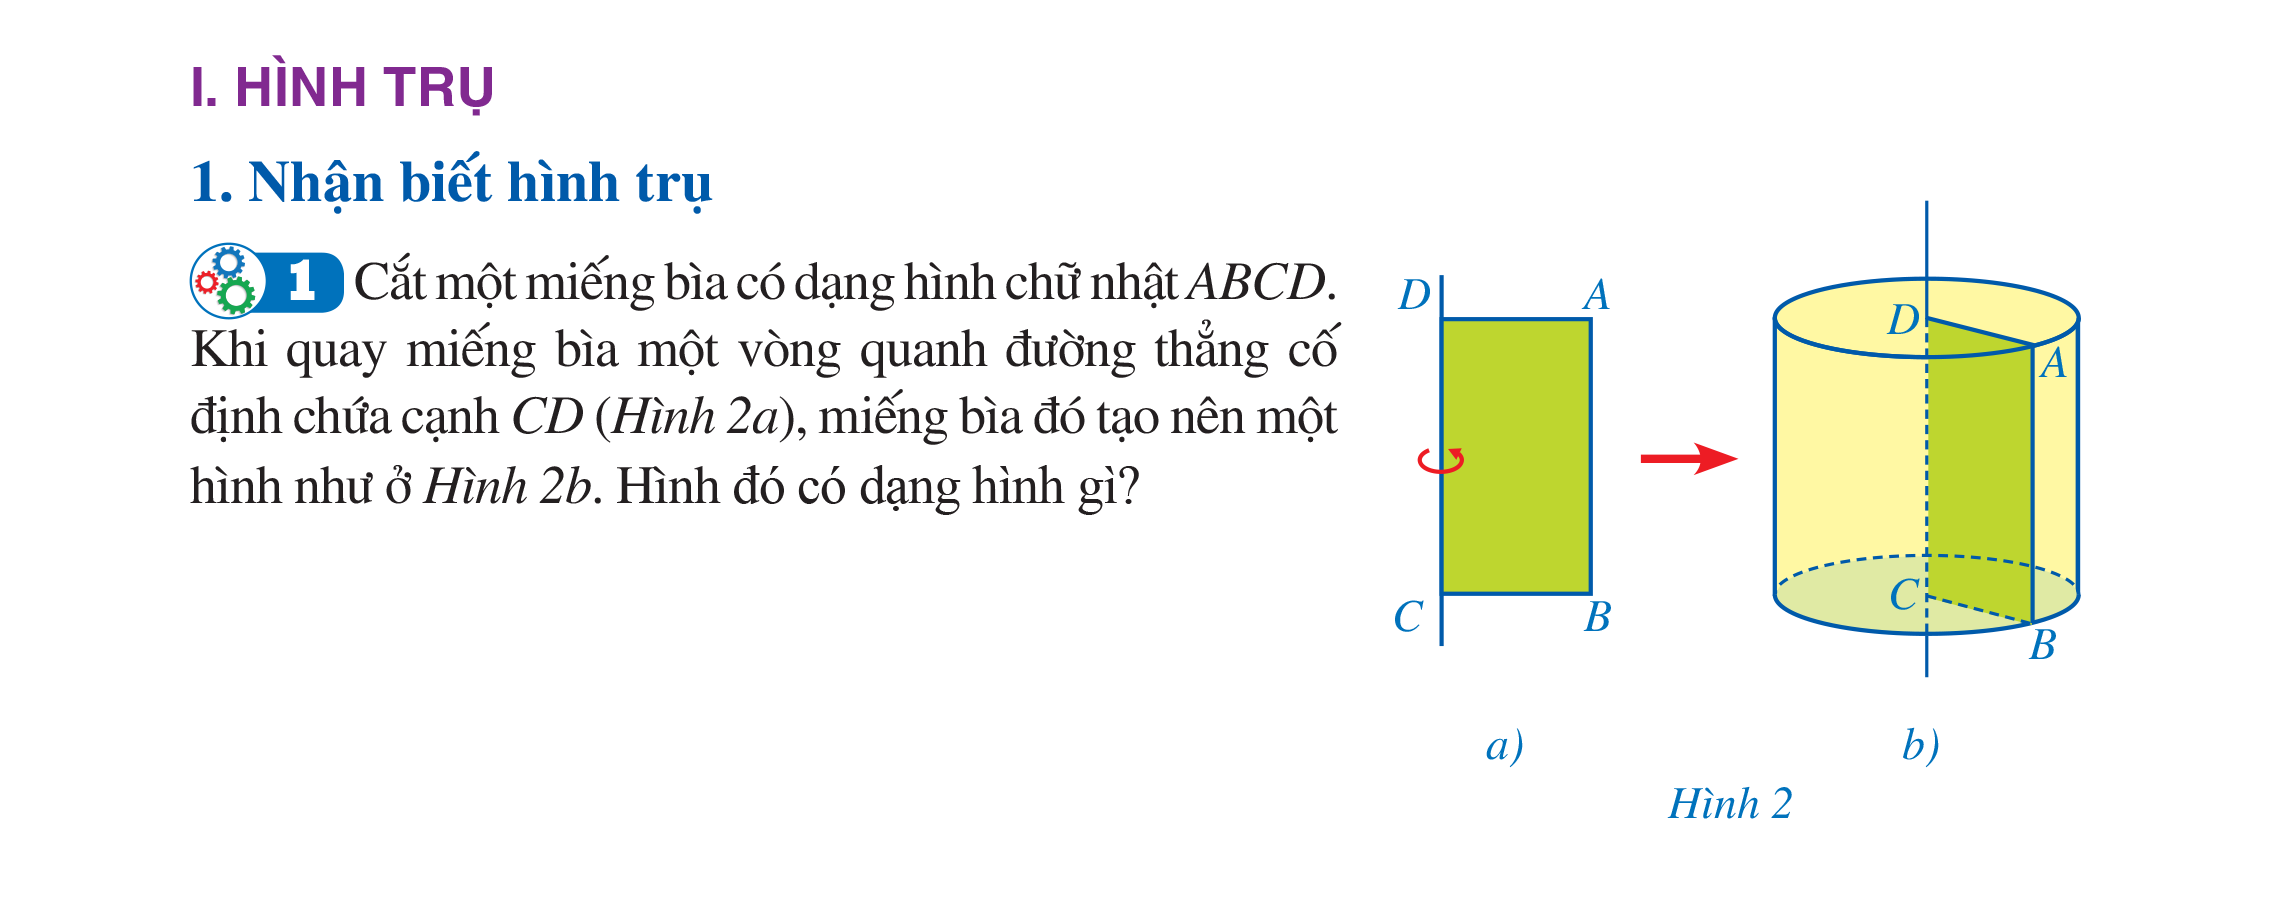 I. HÌNH TRỤ
1. Nhận biết hình trụ
1 Cắt một miếng bìa có dạng hình chữ nhật ABCD.
Khi quay miếng bìa một vòng quanh đường thẳng cố
định chứa cạnh CD (Hình 2a), miếng bìa đó tạo nên một
hình như ở Hình 2b. Hình đó có dạng hình gì?
D A
C B
a)
D
A
C
B
b)
Hình 2